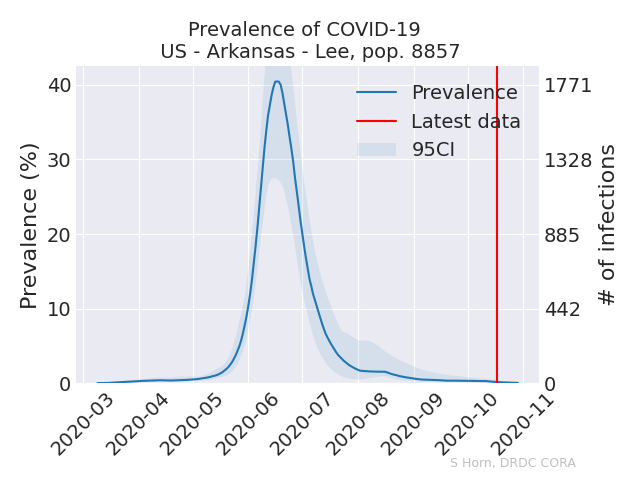 Prevalence of COVID-19
US - Arkansas - Lee, pop. 8857
Prevalence (%)
40
30
20
10
0
Prevalence
Latest data
95CI
1771
1328
885
442
0
# of infections
2020-03
2020-04
2020-05
2020-06
2020-07
2020-08
2020-09
2020-10
2020-11
S Horn, DRDC CORA